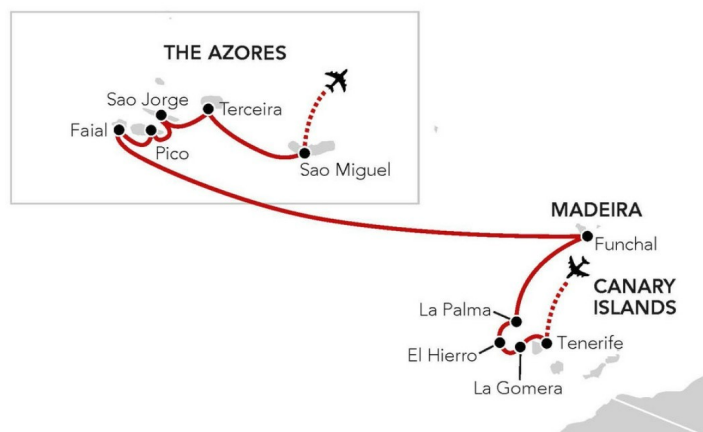 THE AZORES
Sao Jorge
Terceira
Faial
Pico
Sao Miguel
MADEIRA
Funchal
CANARY
ISLANDS
La Palma
El Hierro
Tenerife
La Gomera